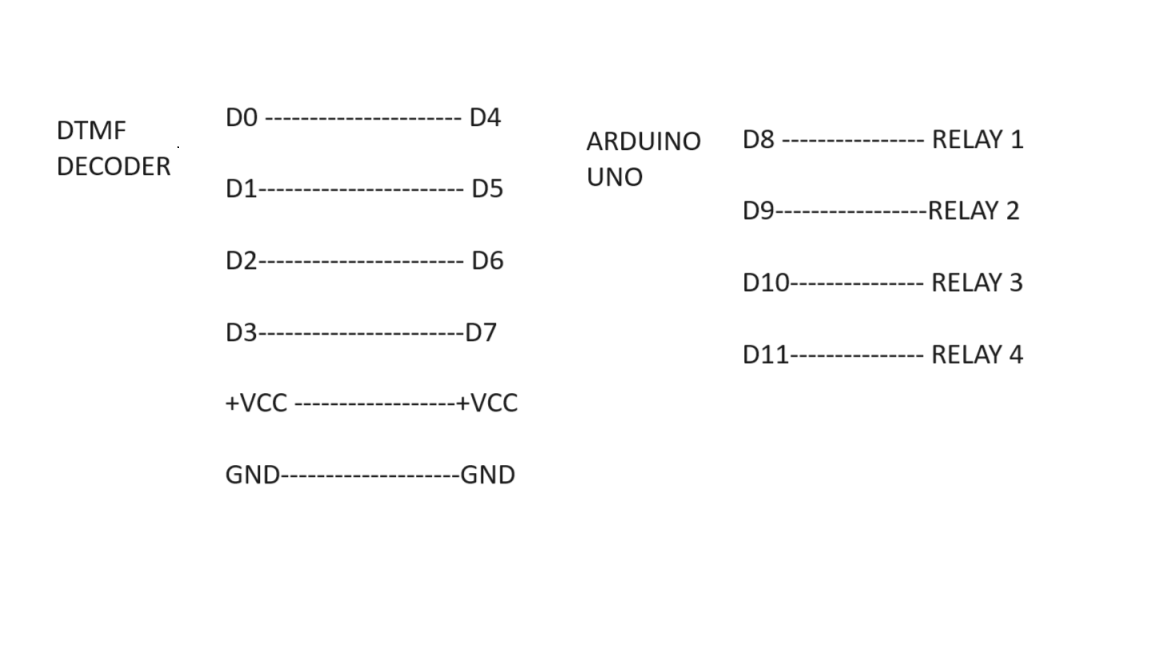 DTMF
DECODER
D0 ---------------------- D4
D1----------------------- D5
D2----------------------- D6
D3-----------------------D7
+VCC ------------------+VCC
GND--------------------GND
ARDUINO
UNO
D8 ---------------- RELAY 1
D9-----------------RELAY 2
D10--------------- RELAY 3
D11--------------- RELAY 4